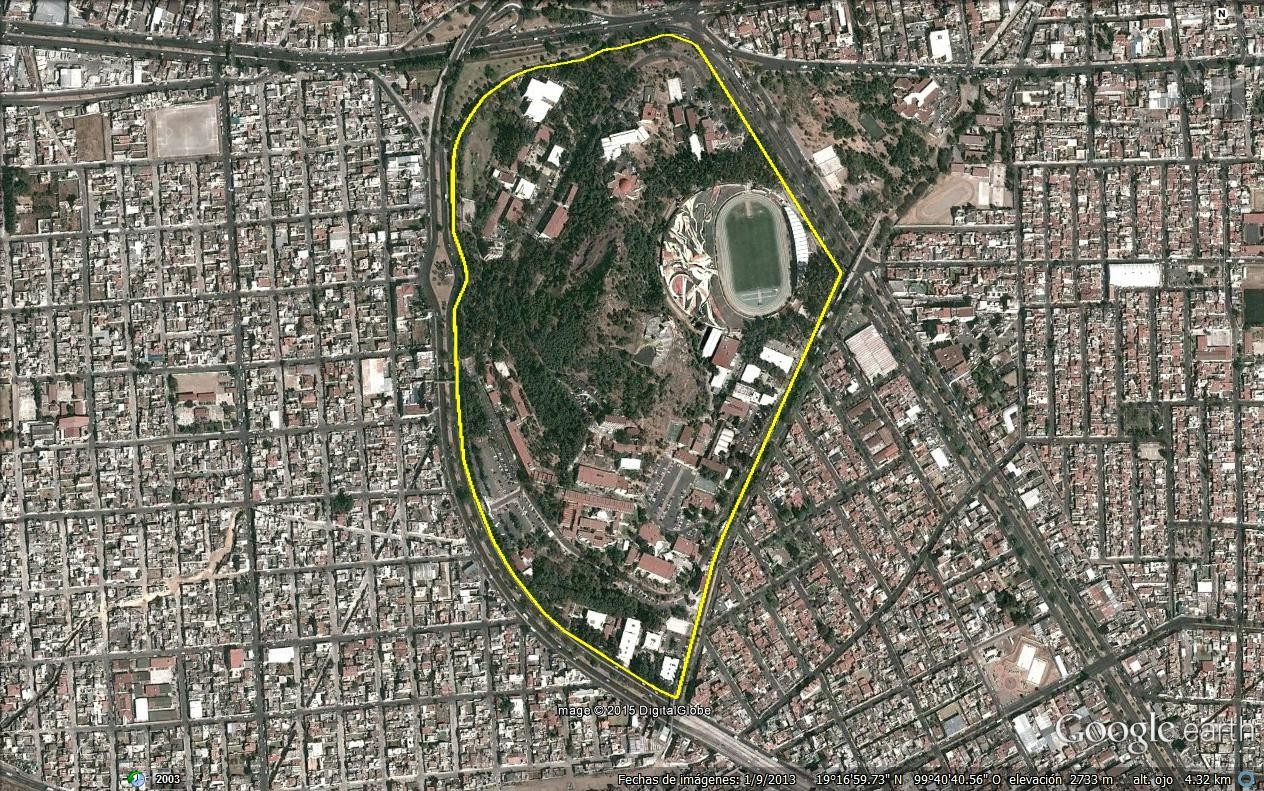 N
mage © 2015 DigitalGlobe
Google earth
2003
Fechas de imágenes: 1/9/2013 19°16'59.73" N 99°40'40.56" O elevación 2733 m alt. ojo 4.32 km